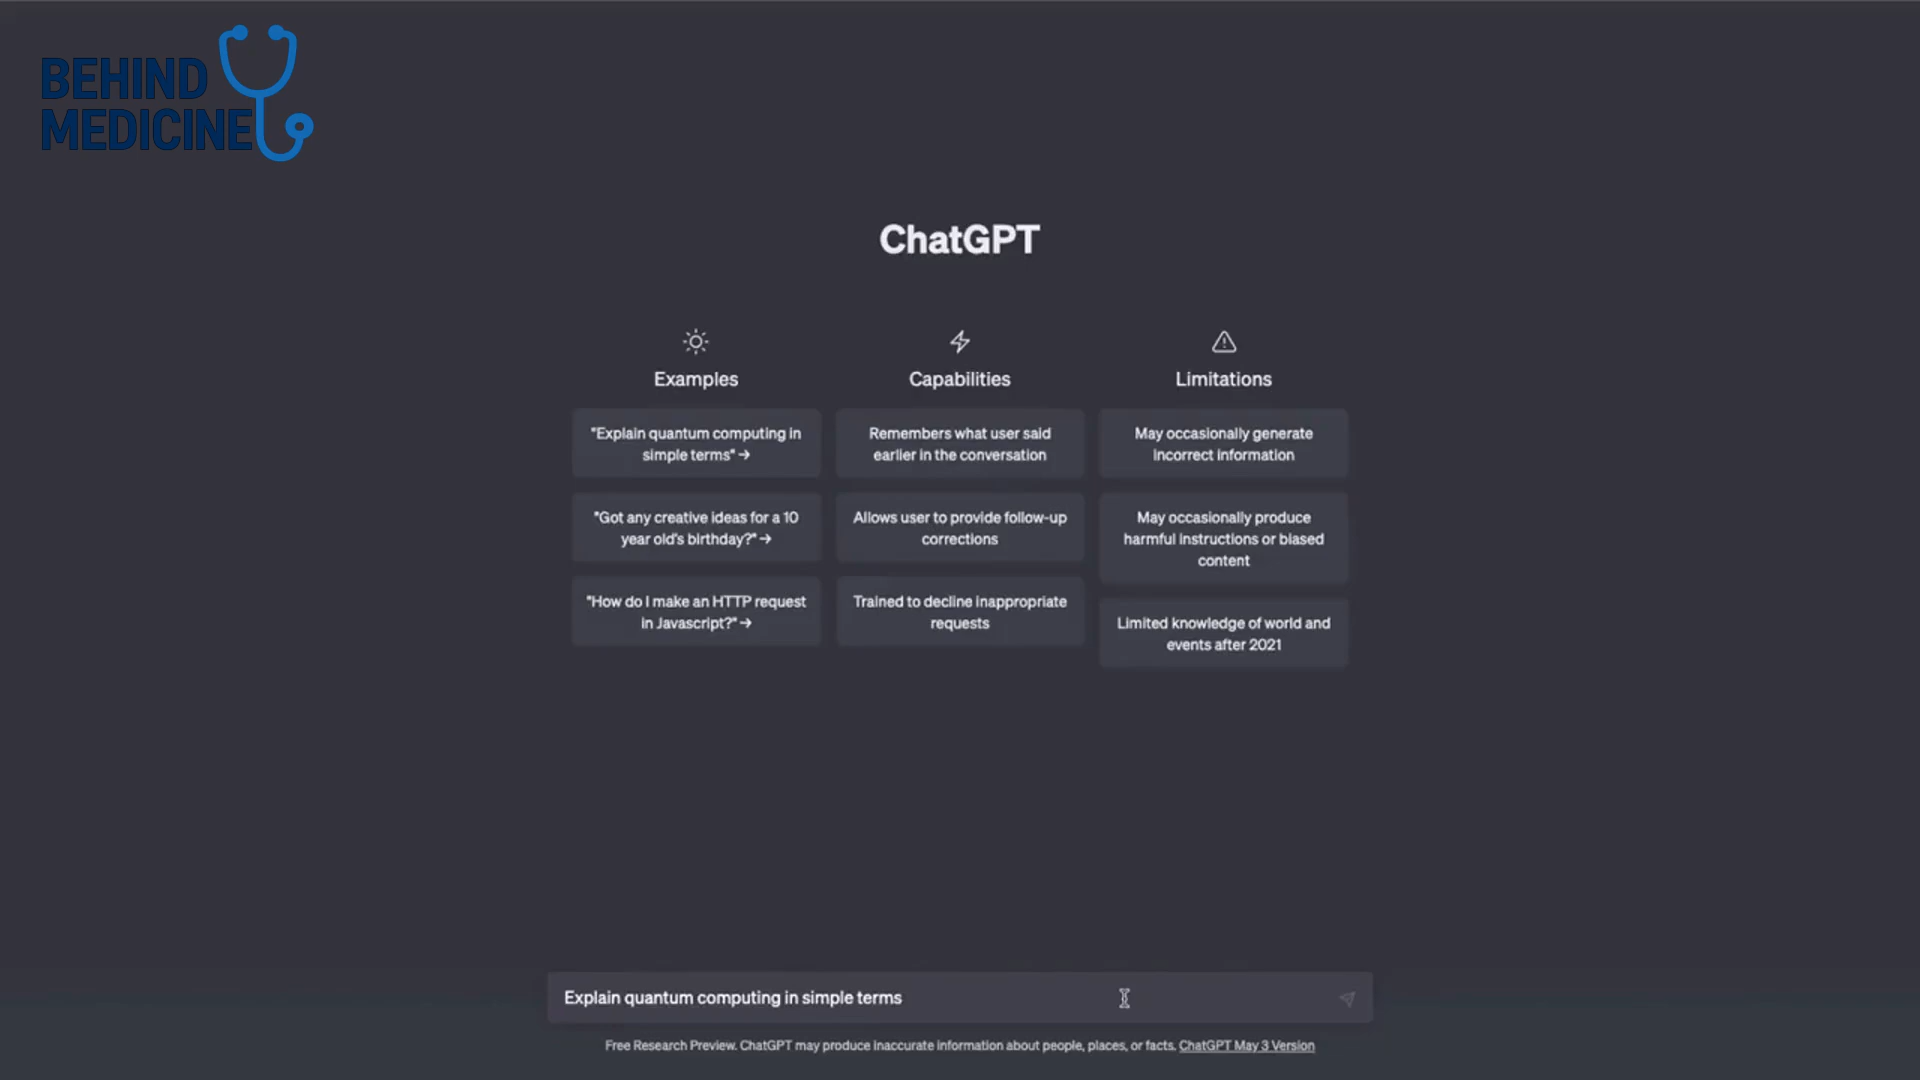 BEHIND
MEDICINE
ChatGPT
Examples
"Explain quantum computing in
simple terms" →
"Got any creative ideas for a 10
year old's birthday?" →
"How do I make an HTTP request
in Javascript?" →
Capabilities
Remembers what user said
earlier in the conversation
Allows user to provide follow-up
corrections
Trained to decline inappropriate
requests
Limitations
May occasionally generate
incorrect information
May occasionally produce
harmful instructions or biased
content
Limited knowledge of world and
events after 2021
Explain quantum computing in simple terms
Free Research Preview. ChatGPT may produce inaccurate information about people, places, or facts. ChatGPT May 3 Version